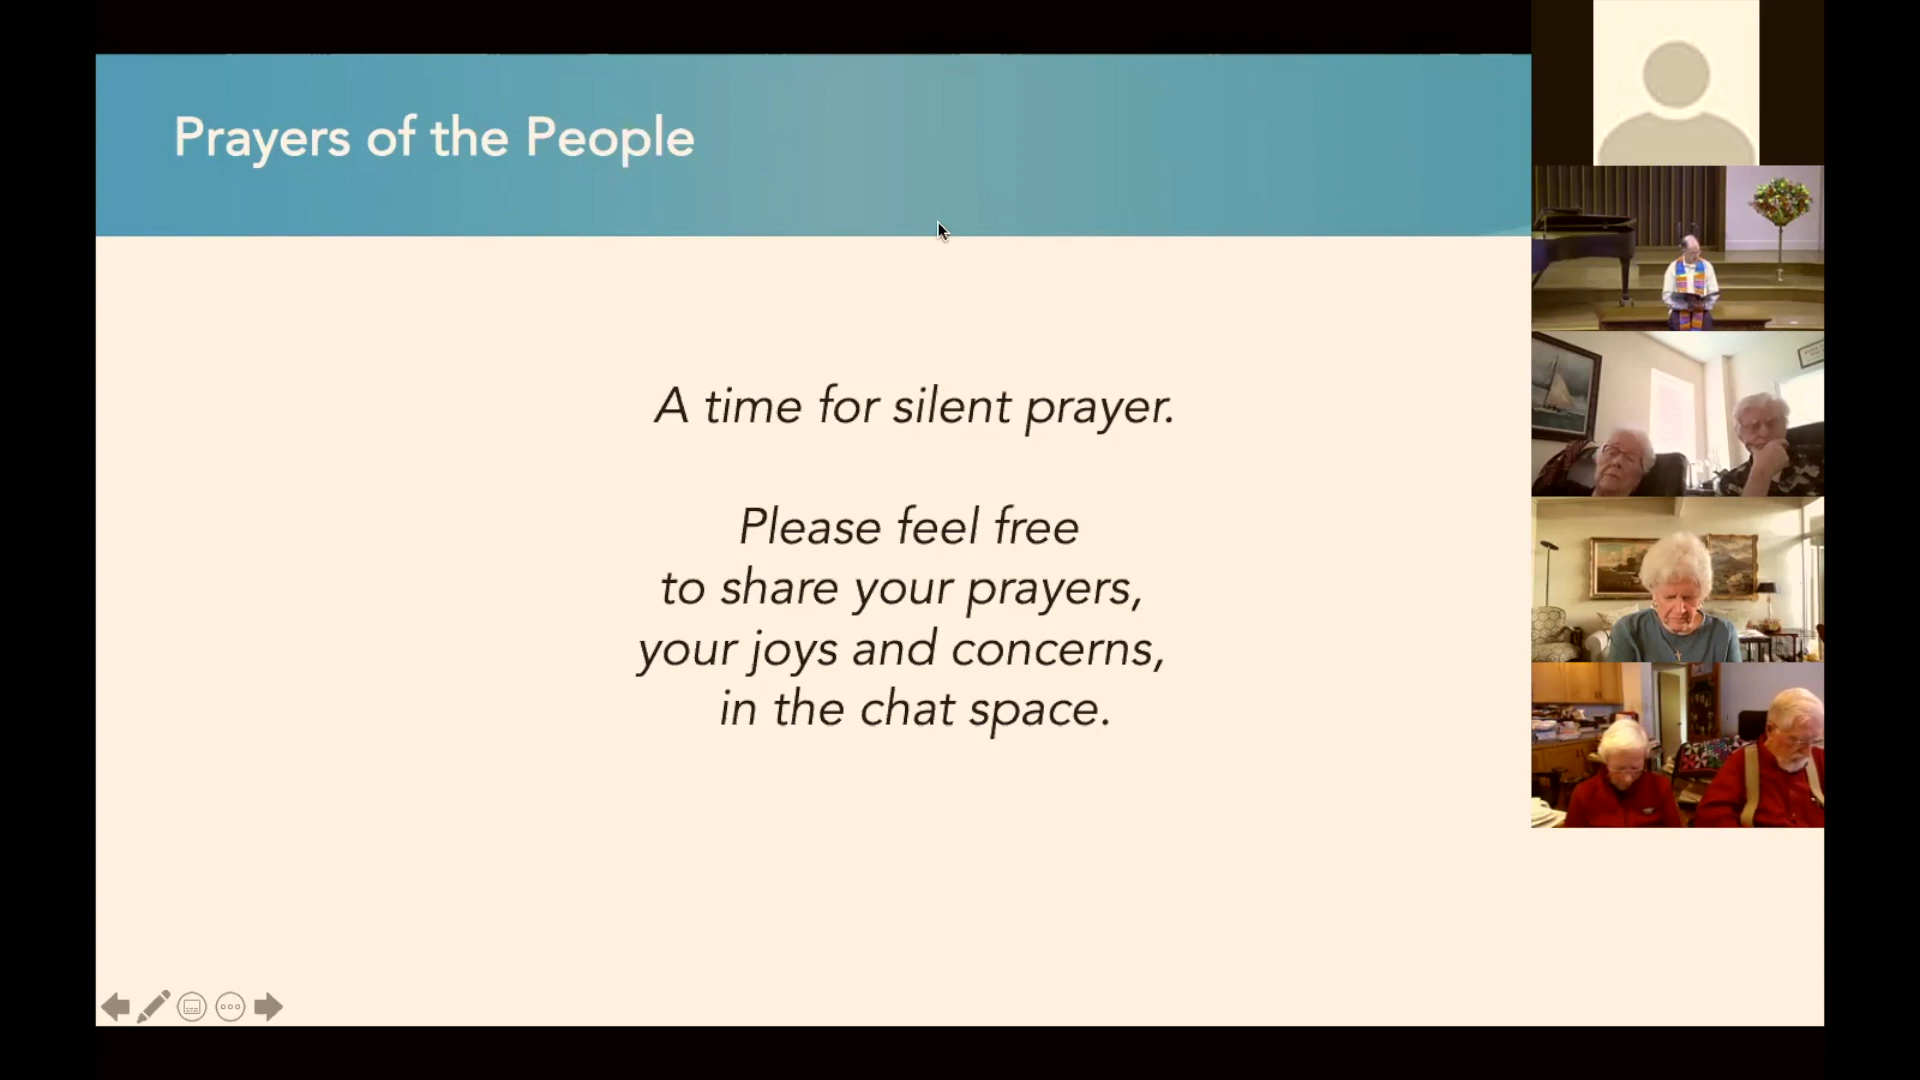 Prayers of the People
A time for silent prayer.
Please feel free
to share your prayers,
your joys and concerns,
in the chat space.